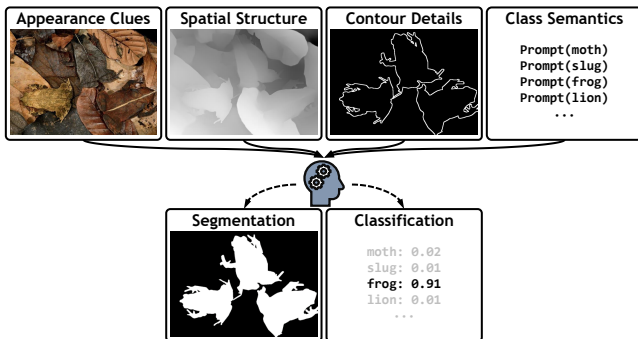 Appearance Clues
Spatial Structure
Contour Details
Class Semantics
Prompt(moth)
Prompt(slug)
Prompt(frog)
Prompt(lion)
...
Segmentation
Classification
moth: 0.02
slug: 0.01
frog: 0.91
lion: 0.01
...